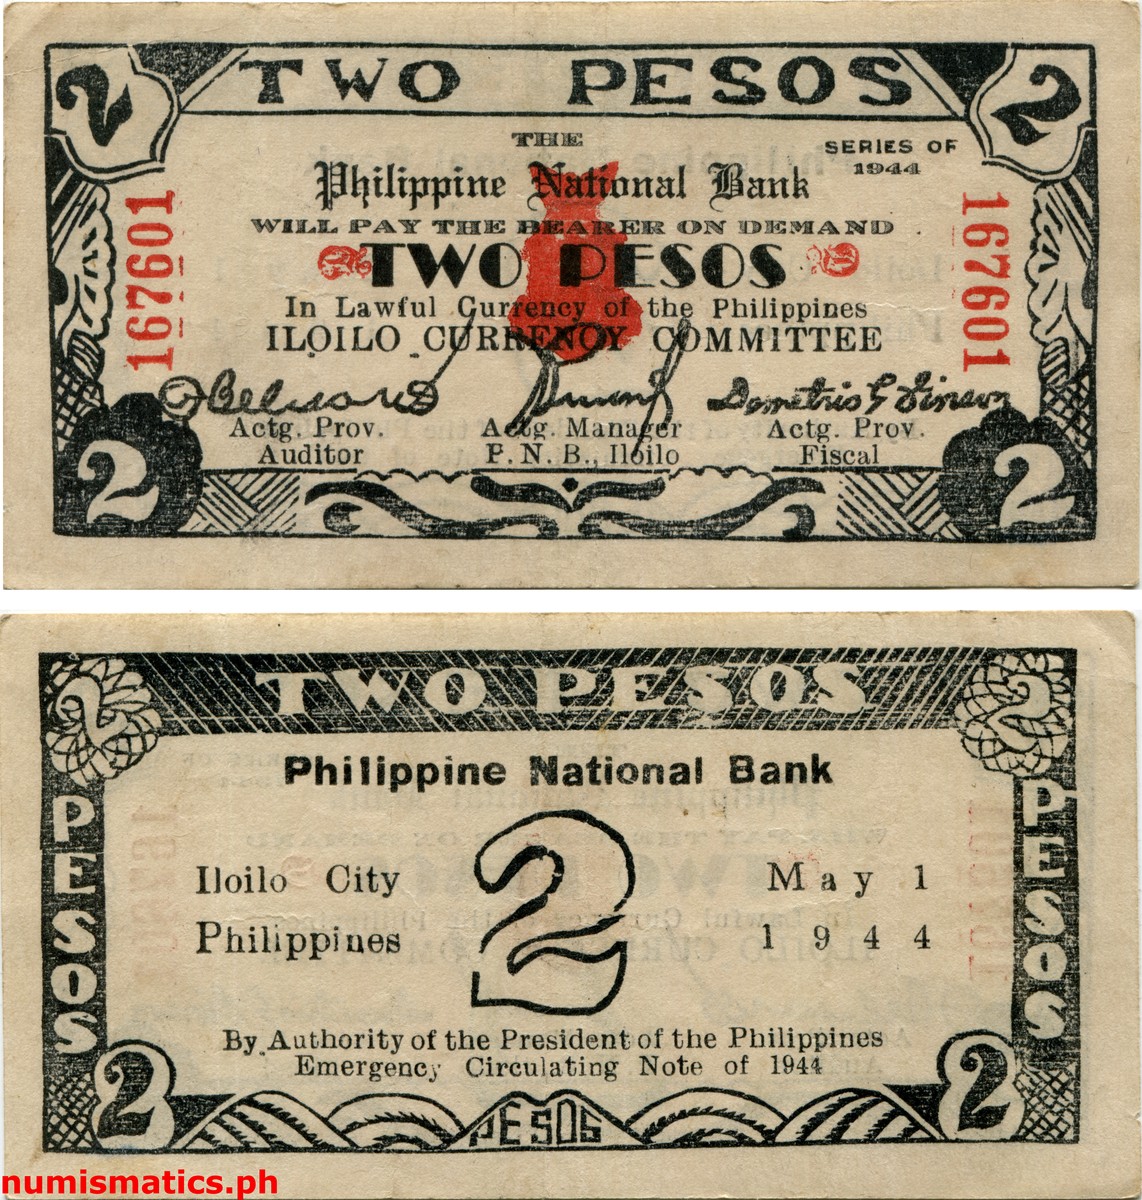 2 TWO PESOS 2
THE
SERIES OF
1944
Philippine National Bank
WILL PAY THE BEARER ON DEMAND
TWO PESOS
In Lawful Currency of the Philippines
ILOILO CURRENCY COMMITTEE
167601
167601
Demetrio
Actg. Prov.
Auditor
Actg. Manager
P. N. B., Iloilo
Actg. Prov.
Fiscal
2
2
2 TWO PESOS 2
PESOS
PESOS
Philippine National Bank
2
Iloilo City
Philippines
May 1
1944
By Authority of the President of the Philippines
Emergency Circulating Note of 1944
2 PESOS 2
numismatics.ph